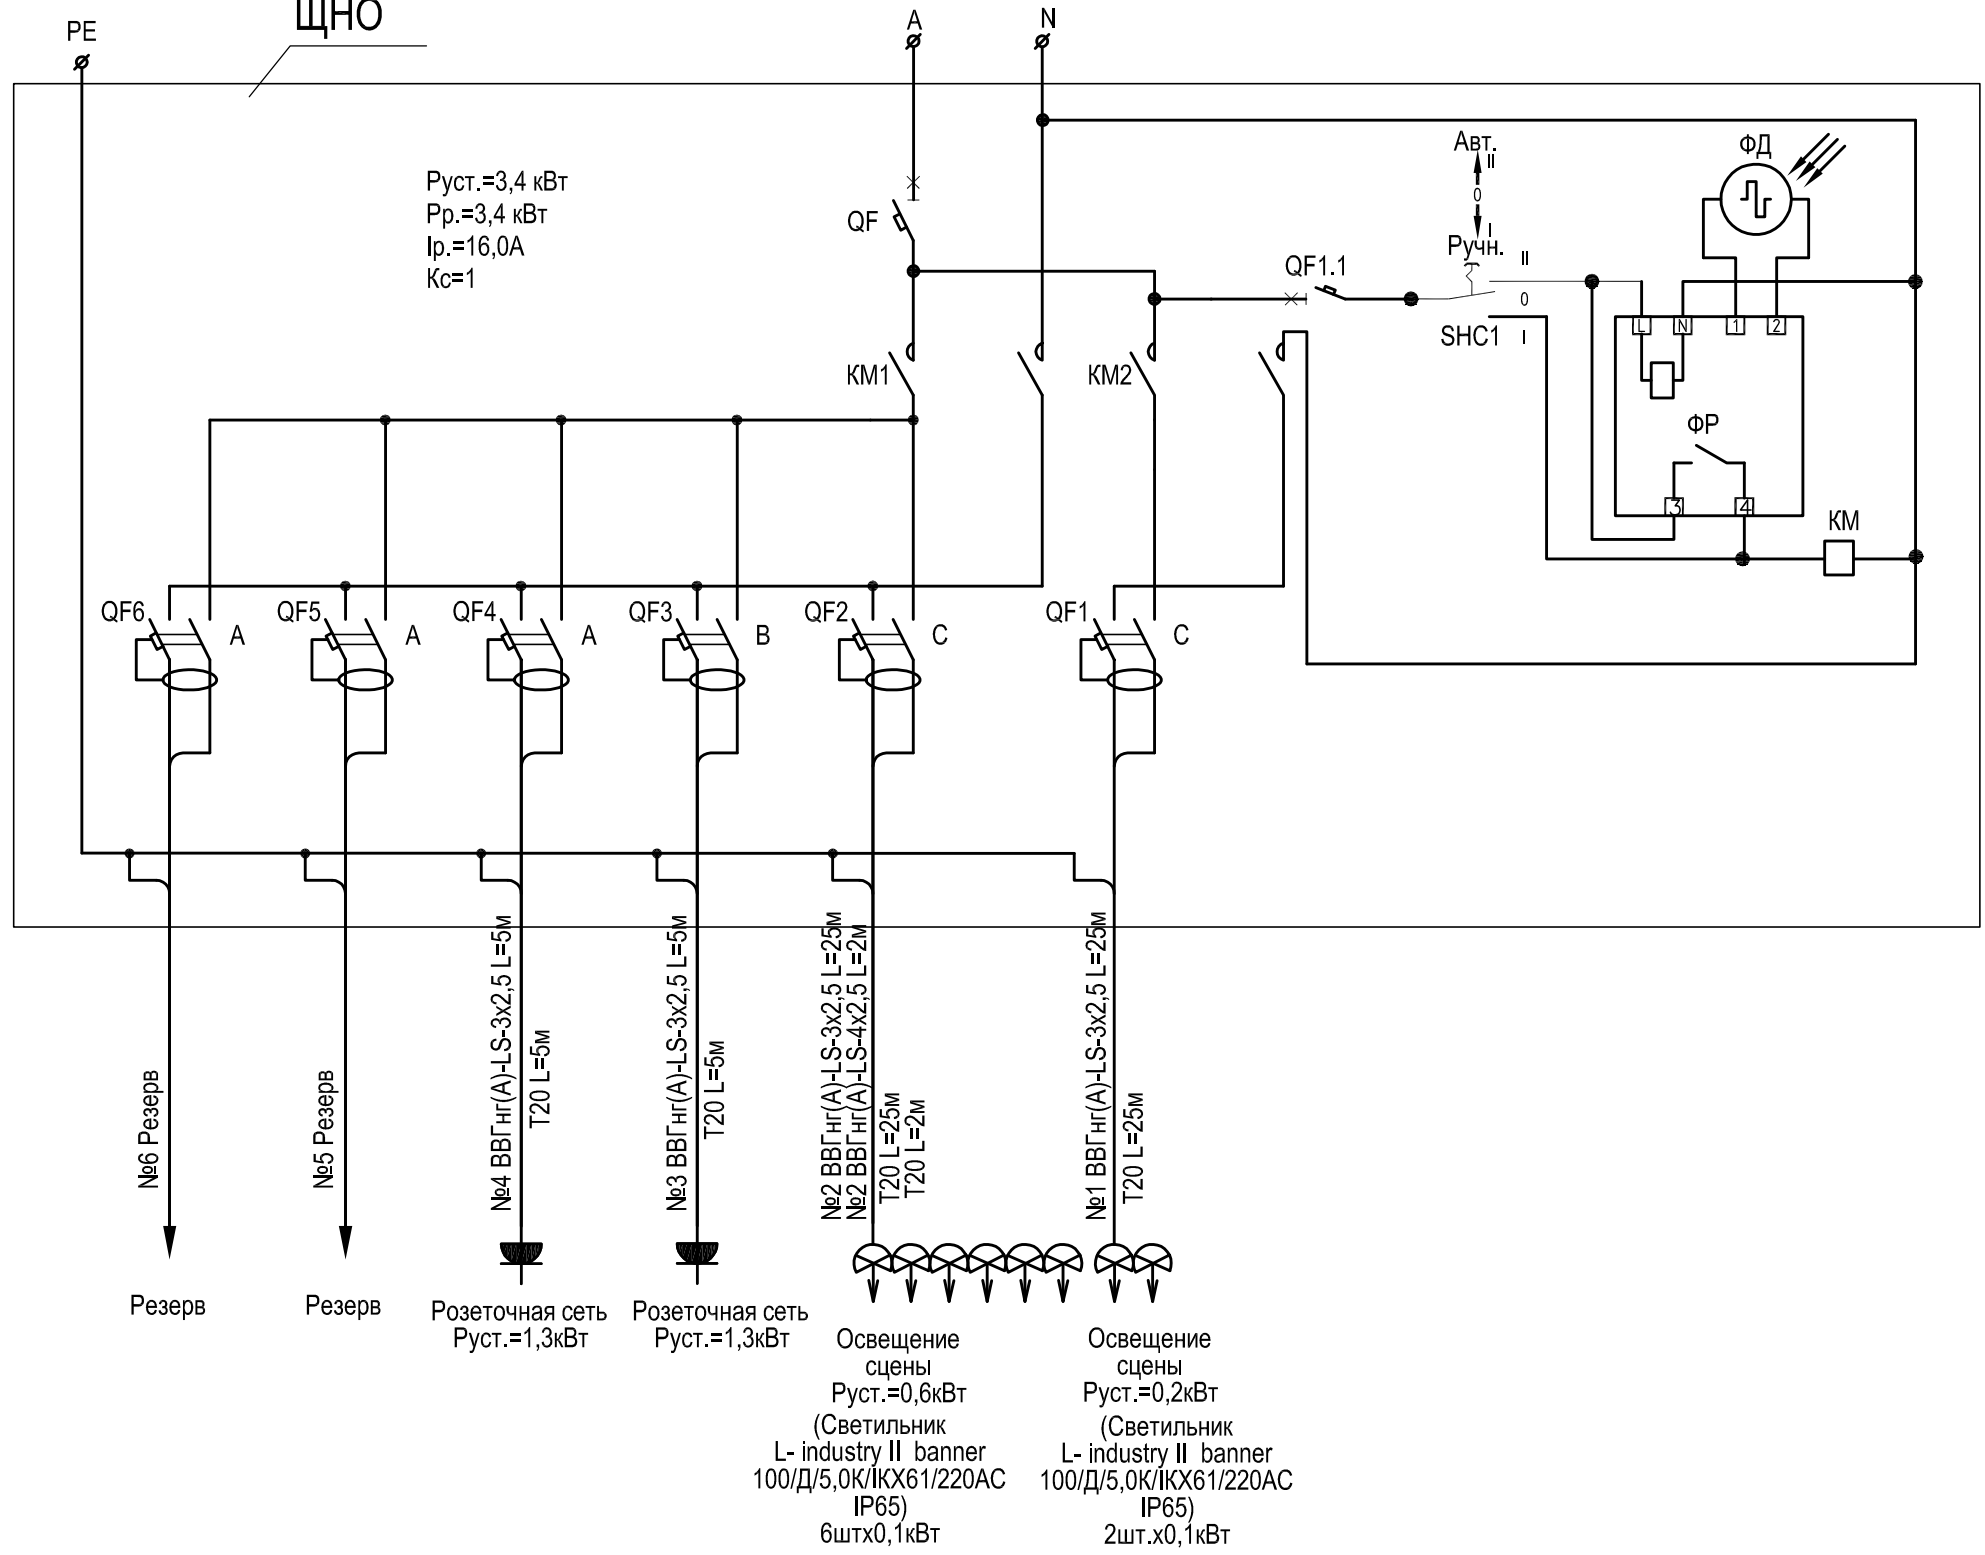 ЩНО
PE
A
N
Руст.=3,4 кВт
Рр.=3,4 кВт
Iр.=16,0А
Кс=1
QF
Авт.
II
0
I
Ручн.
ФД
QF1.1
II
0
I
SHC1
L
N
1
2
ФР
3
4
КМ
КМ1
КМ2
QF6
A
QF5
A
QF4
A
QF3
B
QF2
C
QF1
C
№6 Резерв
№5 Резерв
№4 ВВГнг(А)-LS-3х2,5 L=5м
Т20 L=5м
№3 ВВГнг(А)-LS-3х2,5 L=5м
Т20 L=5м
№2 ВВГнг(А)-LS-3х2,5 L=25м
№2 ВВГнг(А)-LS-4х2,5 L=2м
Т20 L=25м
Т20 L=2м
№1 ВВГнг(А)-LS-3х2,5 L=25м
Т20 L=25м
Резерв
Резерв
Розеточная сеть
Руст.=1,3кВт
Розеточная сеть
Руст.=1,3кВт
Освещение
сцены
Руст.=0,6кВт
(Светильник
L- industry II banner
100/Д/5,0К/IКХ61/220АС
IP65)
6штх0,1кВт
Освещение
сцены
Руст.=0,2кВт
(Светильник
L- industry II banner
100/Д/5,0К/IКХ61/220АС
IP65)
2шт.х0,1кВт